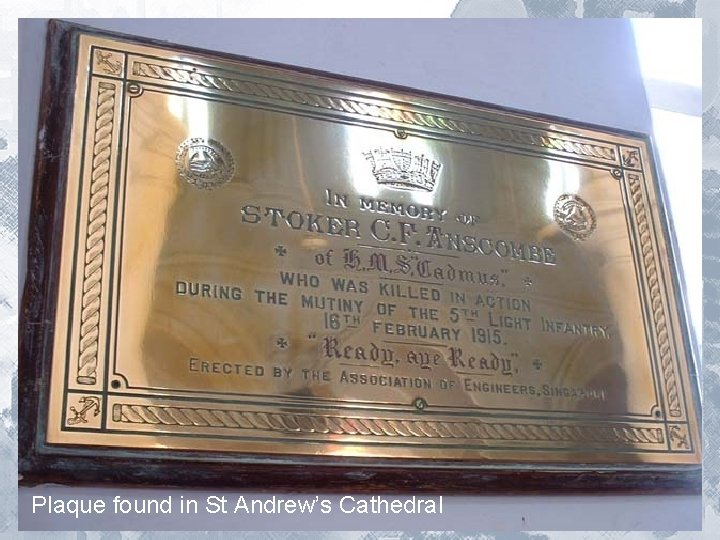 IN MEMORY OF
STOKER C. F. ANSCOMBE
of H.M.S. "Cadmus",
WHO WAS KILLED IN ACTION
DURING THE MUTINY OF THE 5TH LIGHT INFANTRY,
16TH FEBRUARY 1915.
"Ready, aye Ready",
ERECTED BY THE ASSOCIATION OF ENGINEERS, SINGAPORE
Plaque found in St Andrew's Cathedral